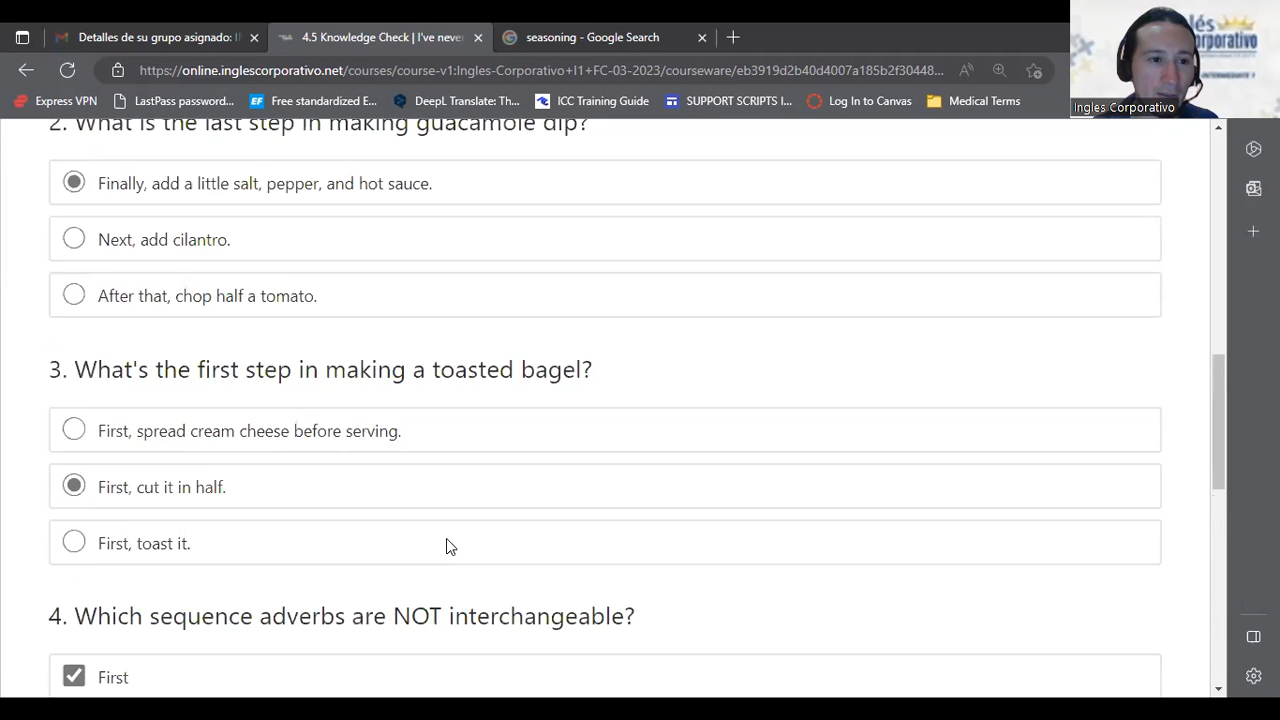 Detalles de su grupo asignado: II
4.5 Knowledge Check | I've never
seasoning - Google Search
https://online.inglescorporativo.net/courses/course-v1:Ingles-Corporativo+I1+FC-03-2023/courseware/eb3919d2b40d4007a185b2f30448...
Express VPN
LastPass password...
EF Free standardized E...
DeepL Translate: Th...
ICC Training Guide
SUPPORT SCRIPTS I...
Log In to Canvas
Medical Terms
Ingles Corporativo
2. What is the last step in making guacamole dip?
Finally, add a little salt, pepper, and hot sauce.
Next, add cilantro.
After that, chop half a tomato.
3. What's the first step in making a toasted bagel?
First, spread cream cheese before serving.
First, cut it in half.
First, toast it.
4. Which sequence adverbs are NOT interchangeable?
First